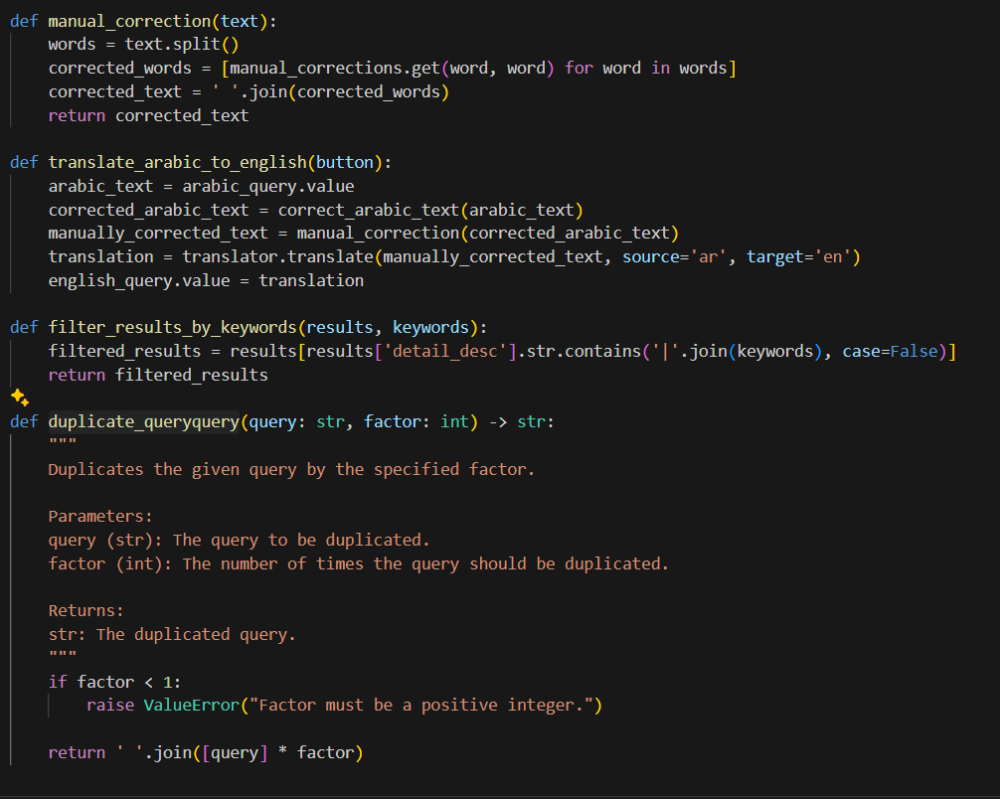 def manual_correction(text):
    words = text.split()
    corrected_words = [manual_corrections.get(word, word) for word in words]
    corrected_text = ' '.join(corrected_words)
    return corrected_text

def translate_arabic_to_english(button):
    arabic_text = arabic_query.value
    corrected_arabic_text = correct_arabic_text(arabic_text)
    manually_corrected_text = manual_correction(corrected_arabic_text)
    translation = translator.translate(manually_corrected_text, source='ar', target='en')
    english_query.value = translation

def filter_results_by_keywords(results, keywords):
    filtered_results = results[results['detail_desc'].str.contains('|'.join(keywords), case=False)]
    return filtered_results

def duplicate_queryquery(query: str, factor: int) -> str:
    """
    Duplicates the given query by the specified factor.

    Parameters:
    query (str): The query to be duplicated.
    factor (int): The number of times the query should be duplicated.

    Returns:
    str: The duplicated query.
    """
    if factor < 1:
        raise ValueError("Factor must be a positive integer.")

    return ' '.join([query] * factor)